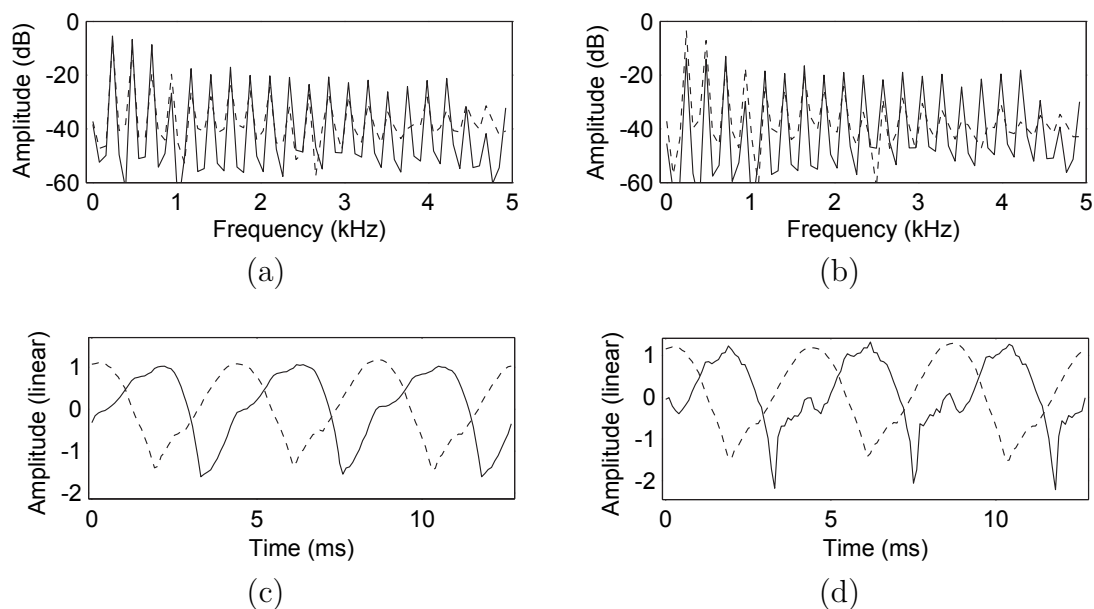 0
-20
-40
-60
Amplitude (dB)
0 1 2 3 4 5
Frequency (kHz)
(a)
0
-20
-40
-60
Amplitude (dB)
0 1 2 3 4 5
Frequency (kHz)
(b)
1
0
-1
-2
Amplitude (linear)
0 5 10
Time (ms)
(c)
1
0
-1
-2
Amplitude (linear)
0 5 10
Time (ms)
(d)